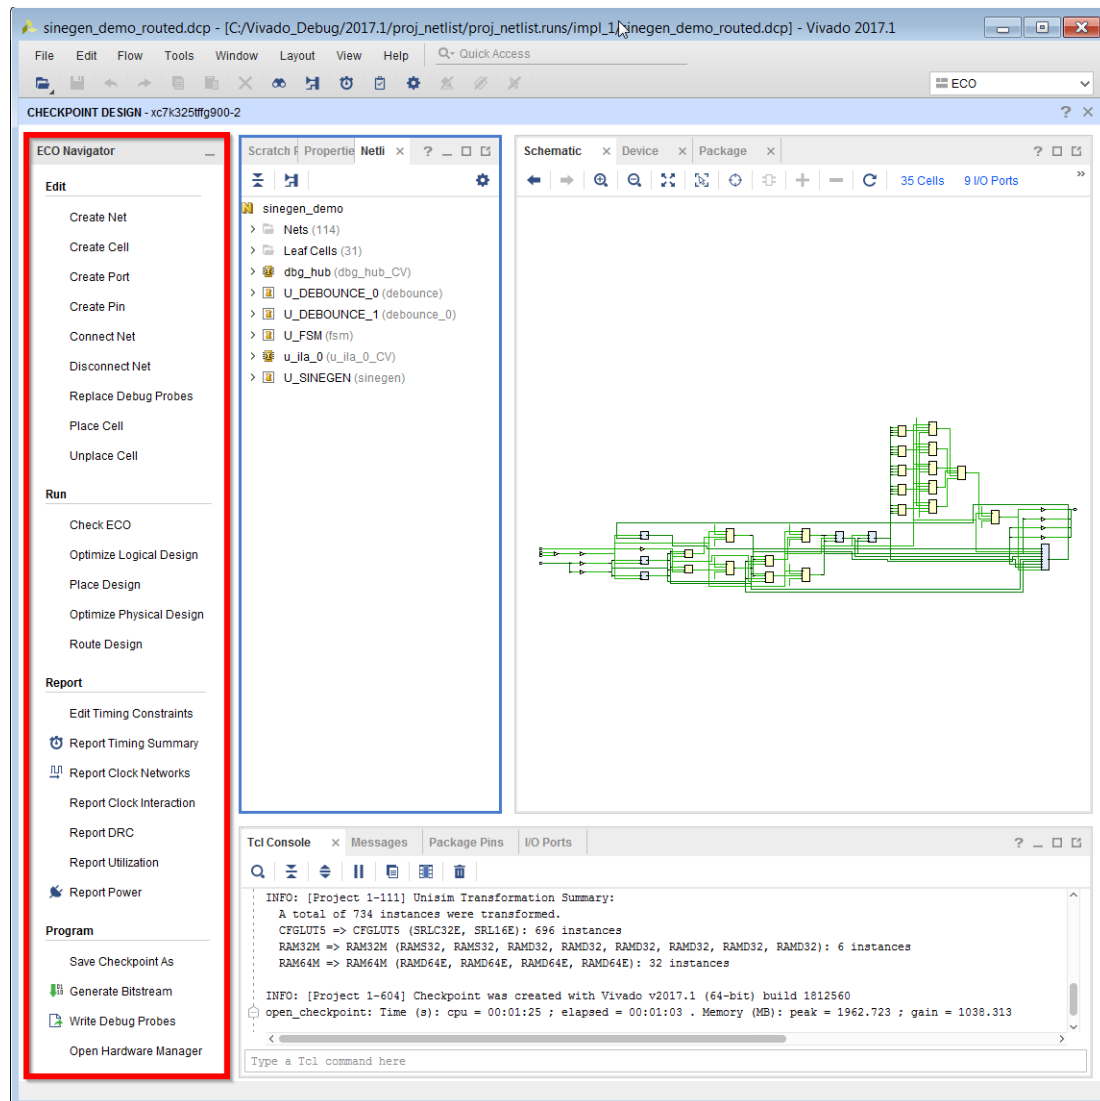 sinegen_demo_routed.dcp - [C:/Vivado_Debug/2017.1/proj_netlist/proj_netlist.runs/impl_1/sinegen_demo_routed.dcp] - Vivado 2017.1
File Edit Flow Tools Window Layout View Help Quick Access
ECO
CHECKPOINT DESIGN - xc7k325tffg900-2
ECO Navigator
Edit
Create Net
Create Cell
Create Port
Create Pin
Connect Net
Disconnect Net
Replace Debug Probes
Place Cell
Unplace Cell
Run
Check ECO
Optimize Logical Design
Place Design
Optimize Physical Design
Route Design
Report
Edit Timing Constraints
Report Timing Summary
Report Clock Networks
Report Clock Interaction
Report DRC
Report Utilization
Report Power
Program
Save Checkpoint As
Generate Bitstream
Write Debug Probes
Open Hardware Manager
Scratch Propertie Netli
sinegen_demo
Nets (114)
Leaf Cells (31)
dbg_hub (dbg_hub_CV)
U_DEBOUNCE_0 (debounce)
U_DEBOUNCE_1 (debounce_0)
U_FSM (fsm)
u_ila_0 (u_ila_0_CV)
U_SINEGEN (sinegen)
Schematic Device Package
35 Cells 9 I/O Ports
Tcl Console Messages Package Pins I/O Ports
INFO: [Project 1-111] Unisim Transformation Summary:
A total of 734 instances were transformed.
CFGLUT5 => CFGLUT5 (SRLC32E, SRL16E): 696 instances
RAM32M => RAM32M (RAMS32, RAMS32, RAMD32, RAMD32, RAMD32, RAMD32, RAMD32, RAMD32): 6 instances
RAM64M => RAM64M (RAMD64E, RAMD64E, RAMD64E, RAMD64E): 32 instances
INFO: [Project 1-604] Checkpoint was created with Vivado v2017.1 (64-bit) build 1812560
open_checkpoint: Time (s): cpu = 00:01:25 ; elapsed = 00:01:03 . Memory (MB): peak = 1962.723 ; gain = 1038.313
Type a Tcl command here